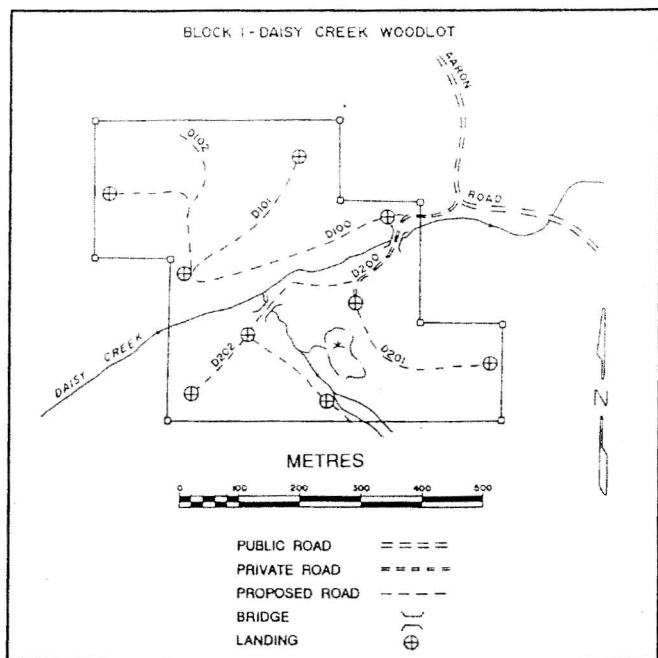 BLOCK 1 - DAISY CREEK WOODLOT
AARON
ROAD
D102
D101
D100
D200
D202
D201
DAISY CREEK
N
METRES
0 100 200 300 400 500
PUBLIC ROAD
PRIVATE ROAD
PROPOSED ROAD
BRIDGE
LANDING